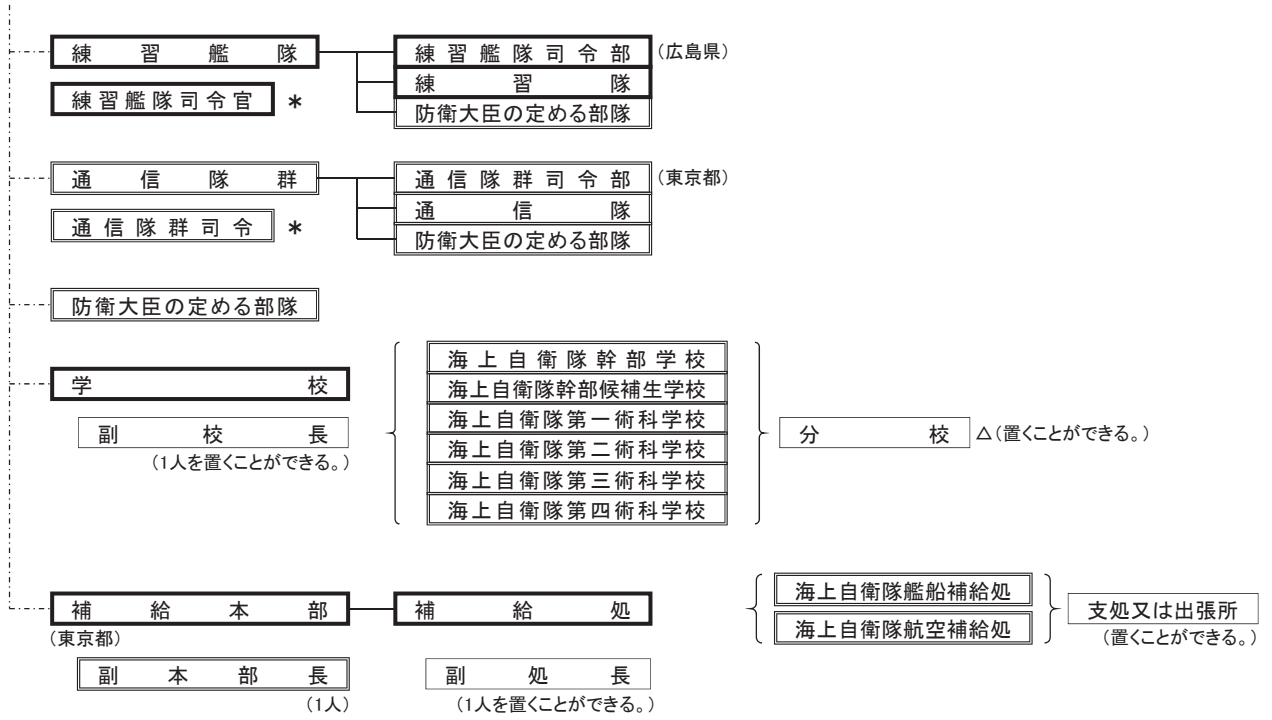 練習艦隊
練習艦隊司令部 (広島県)
練習隊
練習艦隊司令官 *
防衛大臣の定める部隊
通信隊群
通信隊群司令部 (東京都)
通信隊
通信隊群司令 *
防衛大臣の定める部隊
防衛大臣の定める部隊
学校
副校長
(1人を置くことができる。)
海上自衛隊幹部学校
海上自衛隊幹部候補生学校
海上自衛隊第一術科学校
海上自衛隊第二術科学校
海上自衛隊第三術科学校
海上自衛隊第四術科学校
分校 △(置くことができる。)
補給本部
(東京都)
副本部長
(1人)
補給処
副処長
(1人を置くことができる。)
海上自衛隊艦船補給処
海上自衛隊航空補給処
支処又は出張所
(置くことができる。)